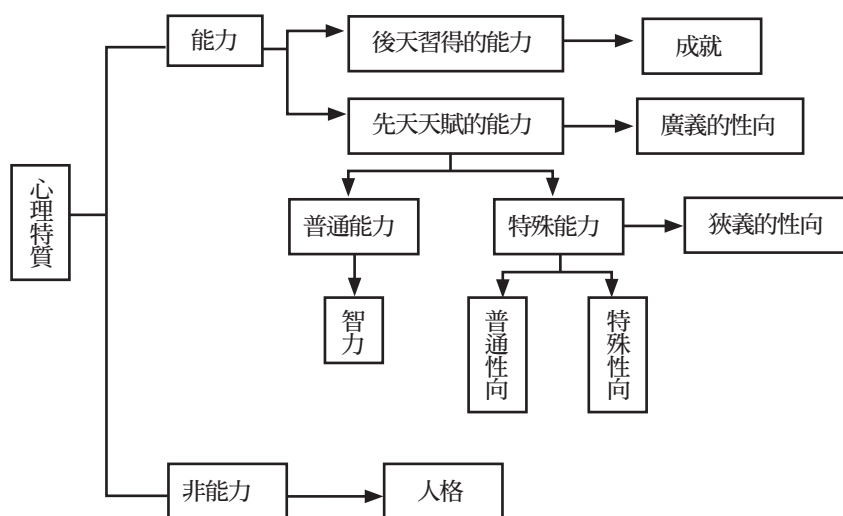 能力
後天習得的能力
成就
先天天賦的能力
廣義的性向
心理特質
普通能力
特殊能力
狹義的性向
智力
普通性向
特殊性向
非能力
人格